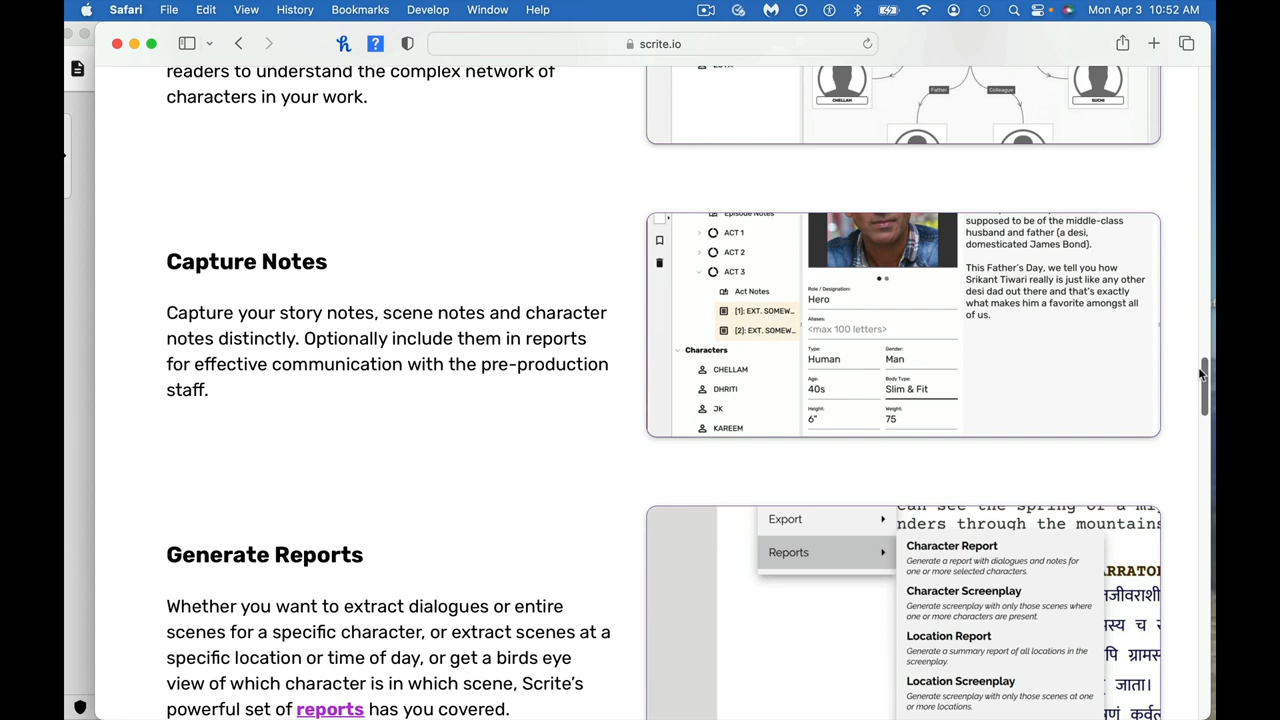 Safari File Edit View History Bookmarks Develop Window Help Mon Apr 3 10:52 AM
scrite.io
readers to understand the complex network of
characters in your work.
CHELLAM
Father
Colleague
SUCHI
Capture Notes
Capture your story notes, scene notes and character
notes distinctly. Optionally include them in reports
for effective communication with the pre-production
staff.
Episode Notes
ACT 1
ACT 2
ACT 3
Act Notes
[1]: EXT. SOMEW...
[2]: EXT. SOMEW...
Characters
CHELLAM
DHRITI
JK
KAREEM
Role / Designation:
Hero
Aliases:
<max 100 letters>
Type: Gender:
Human Man
Age: Body Type:
40s Slim & Fit
Height: Weight:
6" 75
supposed to be of the middle-class
husband and father (a desi,
domesticated James Bond).
This Father's Day, we tell you how
Srikant Tiwari really is just like any other
desi dad out there and that's exactly
what makes him a favorite amongst all
of us.
Generate Reports
Whether you want to extract dialogues or entire
scenes for a specific character, or extract scenes at a
specific location or time of day, or get a birds eye
view of which character is in which scene, Scrite's
powerful set of reports has you covered.
Export
Reports
can see the spring of a
nders through the mountains
Character Report
Generate a report with dialogues and notes for
one or more selected characters.
Character Screenplay
Generate screenplay with only those scenes where
one or more characters are present.
Location Report
Generate a summary report of all locations in the
screenplay.
Location Screenplay
Generate screenplay with only those scenes at one
or more locations.
ARRATOR
स्य च
पि ग्रामस
जाता।